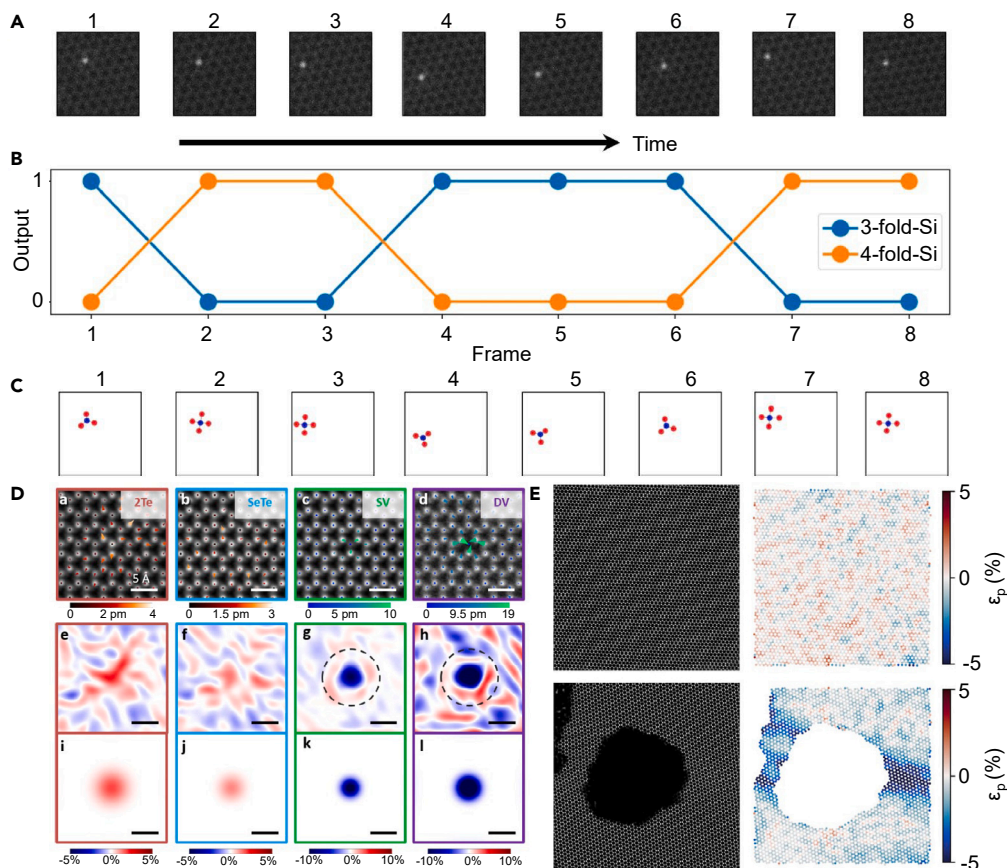 A
1 2 3 4 5 6 7 8
Time
B
1
Output
3-fold-Si
4-fold-Si
0
1 2 3 4 5 6 7 8
Frame
C
1 2 3 4 5 6 7 8
D
a 2Te b SeTe c SV d DV
5 Å
0 2 pm 4 0 1.5 pm 3 0 5 pm 10 0 9.5 pm 19
e f g h
i j k l
-5% 0% 5% -5% 0% 5% -10% 0% 10% -10% 0% 10%
E
5
0
-5
εp (%)
5
0
-5
εp (%)